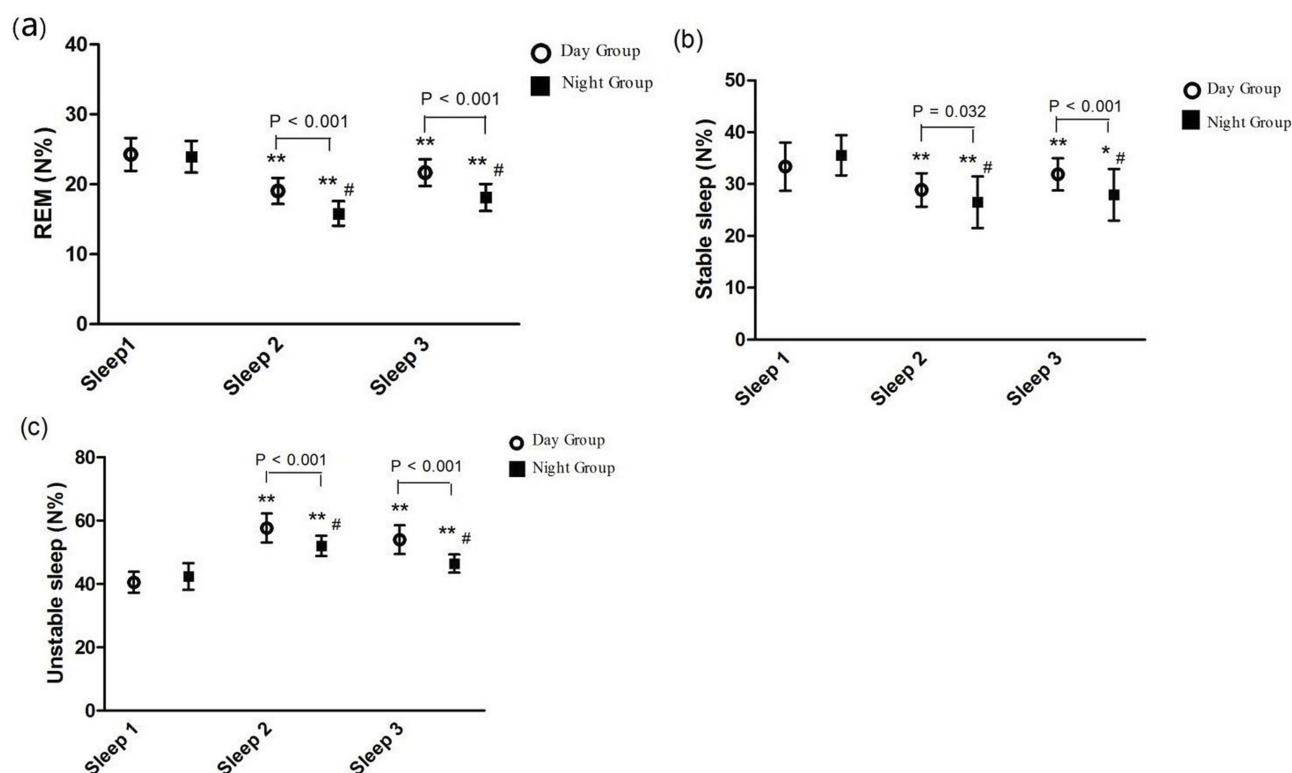 (a)
REM (N%)
40
30
20
10
0
Day Group
Night Group
P < 0.001
P < 0.001
**
** #
**
** #
Sleep1
Sleep 2
Sleep 3
(b)
Stable sleep (N%)
50
40
30
20
10
0
Day Group
Night Group
P = 0.032
P < 0.001
**
** #
**
* #
Sleep 1
Sleep 2
Sleep 3
(c)
Unstable sleep (N%)
80
60
40
20
0
Day Group
Night Group
P < 0.001
P < 0.001
**
** #
**
** #
Sleep 1
Sleep 2
Sleep 3